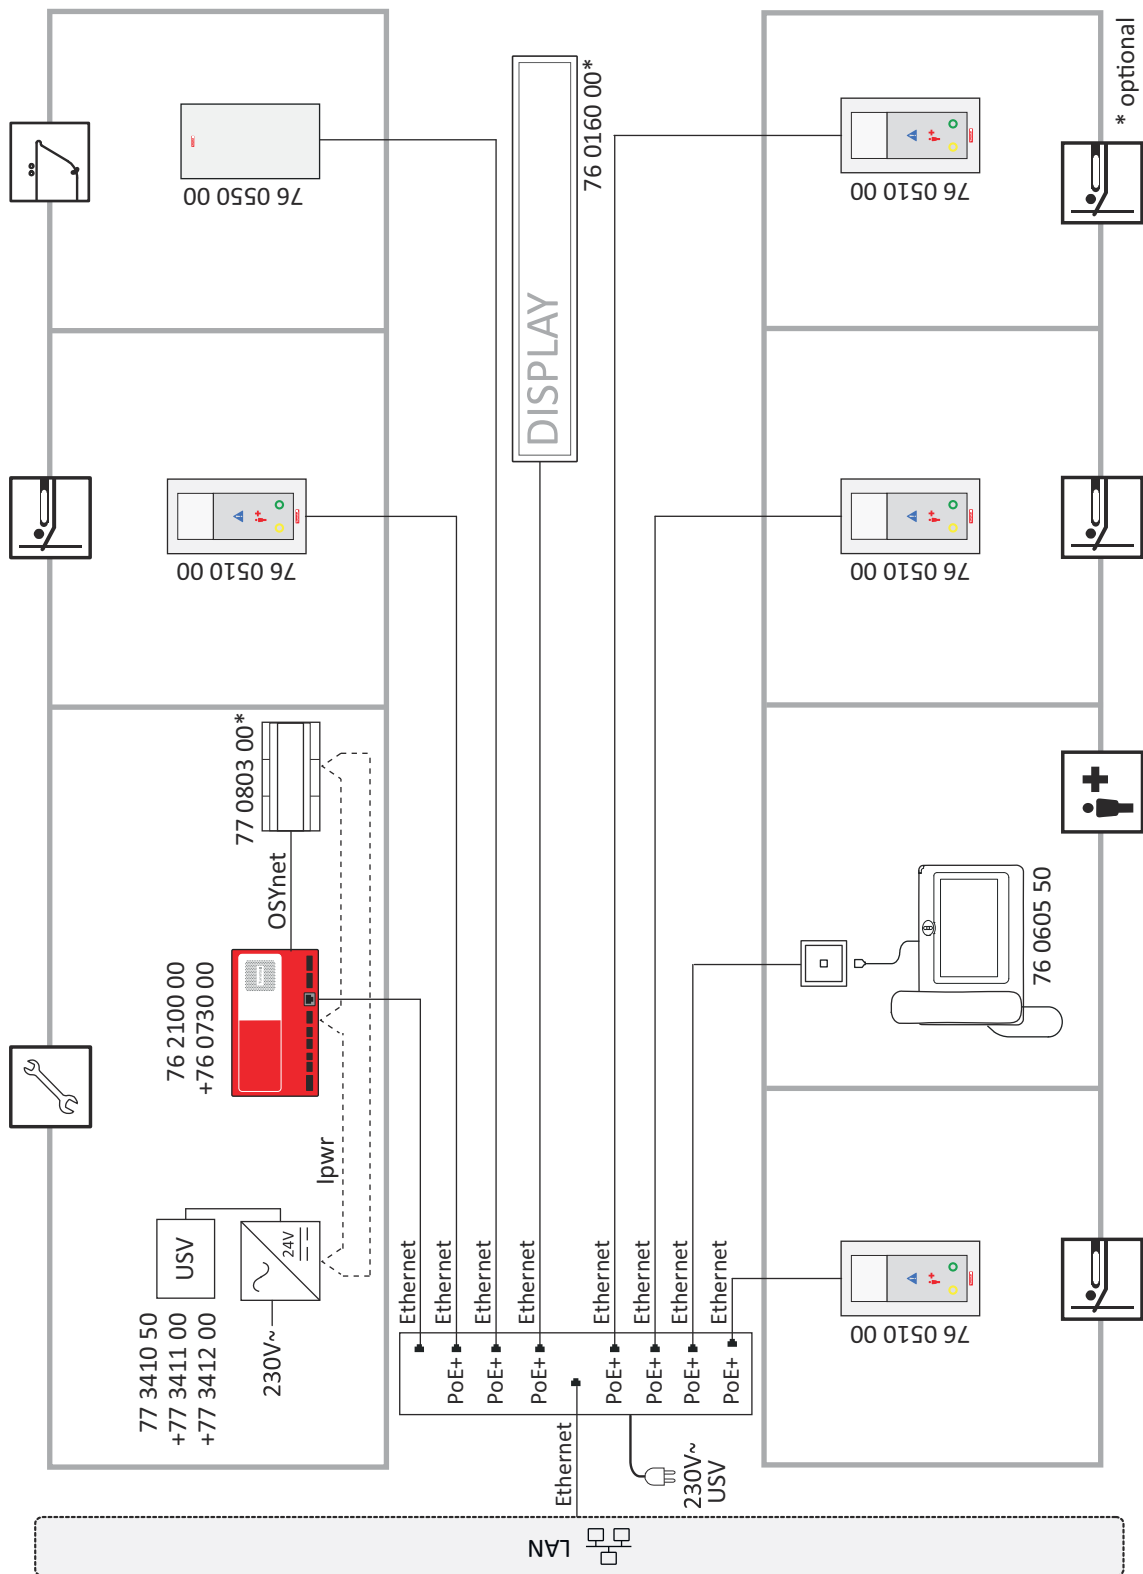 77 3410 50
+77 3411 00
+77 3412 00
USV
24V
230V~
Ipwr
76 2100 00
+76 0730 00
OSYnet
77 0803 00*
76 0510 00
76 0550 00
DISPLAY
76 0160 00*
Ethernet
Ethernet
Ethernet
Ethernet
Ethernet
Ethernet
Ethernet
Ethernet
PoE+
PoE+
PoE+
PoE+
PoE+
PoE+
PoE+
Ethernet
230V~
USV
LAN
76 0510 00
76 0605 50
76 0510 00
76 0510 00
* optional